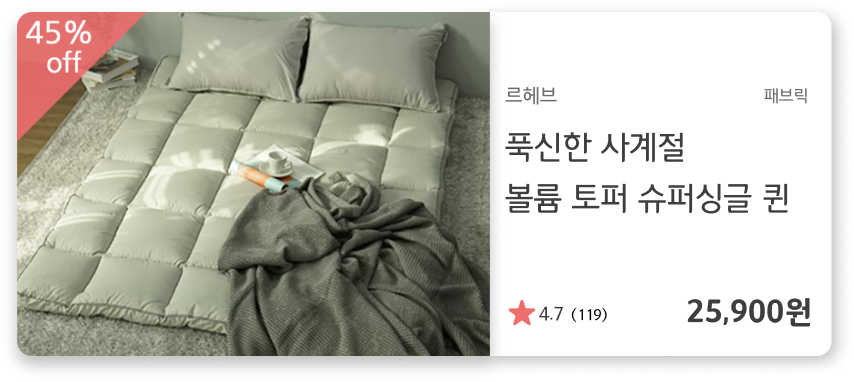 45%
off
르헤브
패브릭
푹신한 사계절
볼륨 토퍼 슈퍼싱글 퀸
4.7 (119)
25,900원